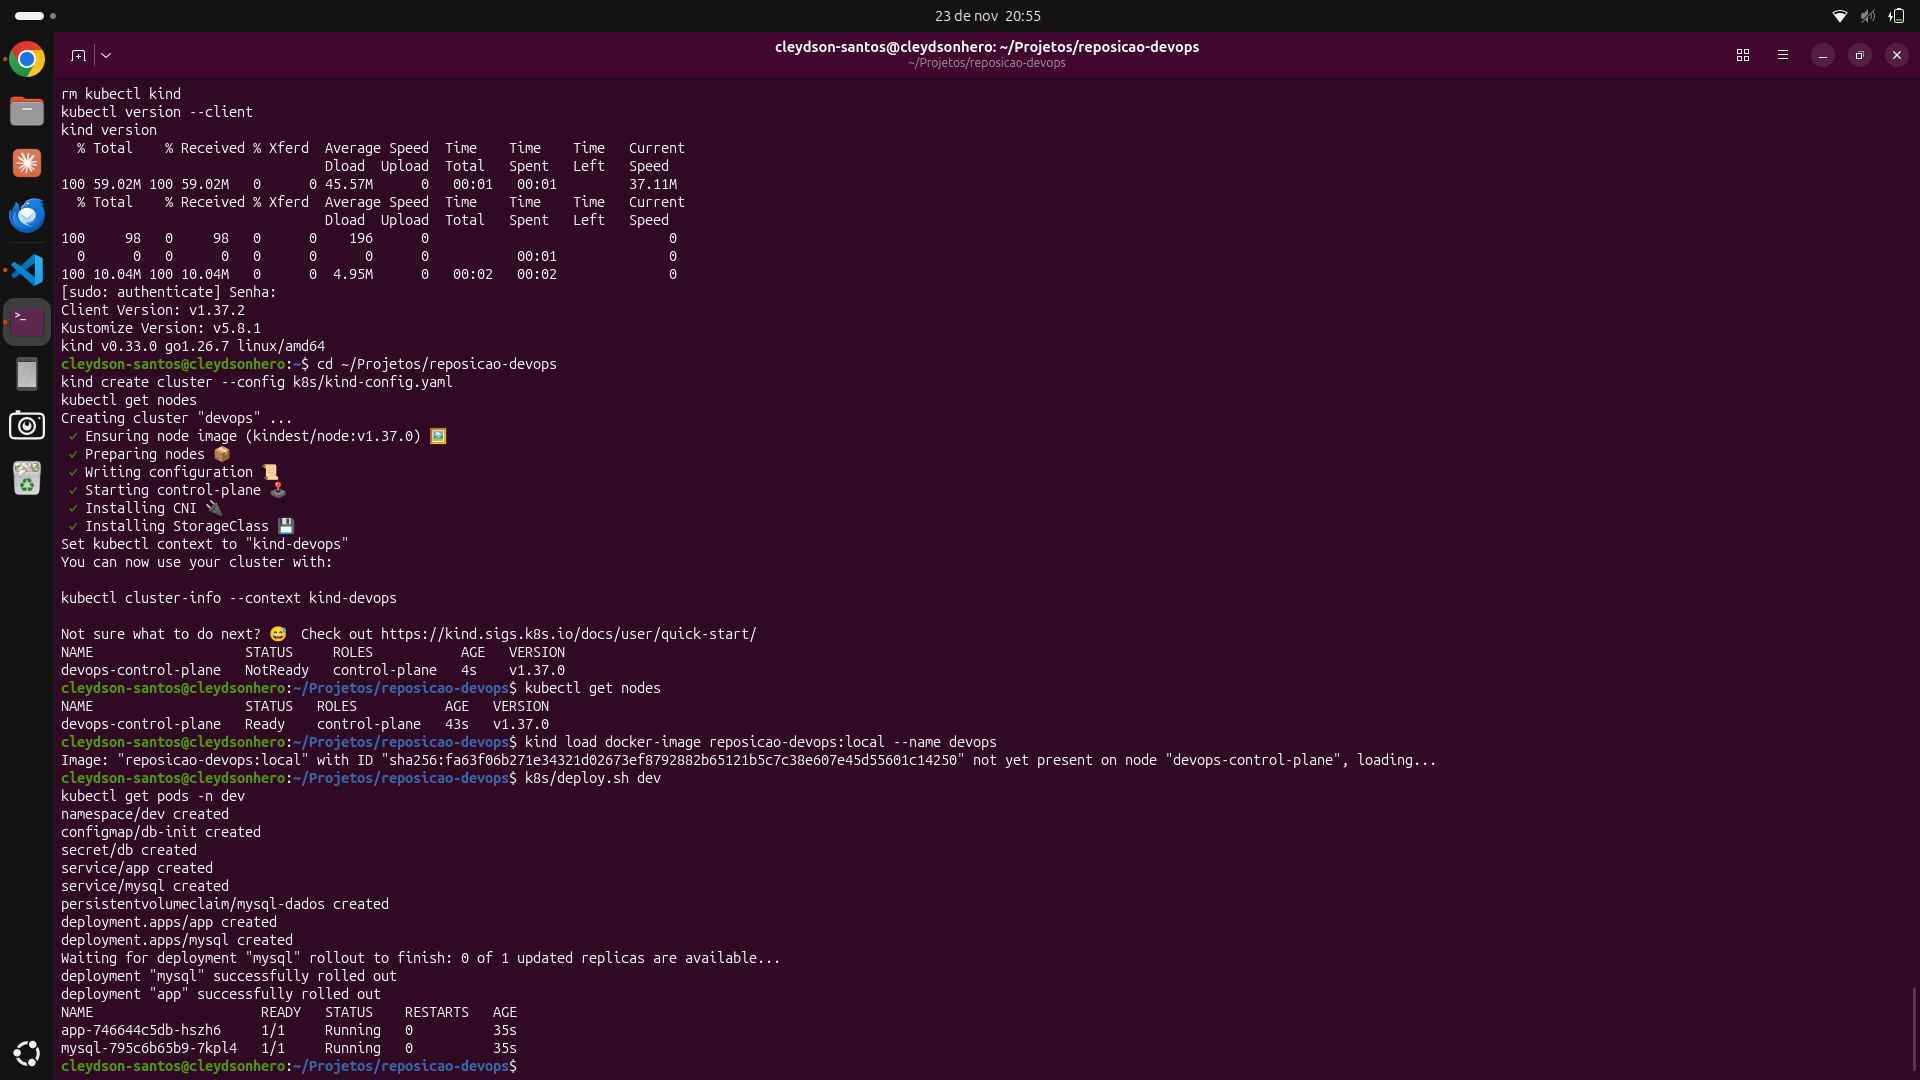 23 de nov  20:55
cleydson-santos@cleydsonhero: ~/Projetos/reposicao-devops
~/Projetos/reposicao-devops
rm kubectl kind
kubectl version --client
kind version
  % Total    % Received % Xferd  Average Speed  Time    Time    Time   Current
                                 Dload  Upload  Total   Spent   Left   Speed
100 59.02M 100 59.02M   0      0 45.57M      0   00:01   00:01         37.11M
  % Total    % Received % Xferd  Average Speed  Time    Time    Time   Current
                                 Dload  Upload  Total   Spent   Left   Speed
100     98   0     98   0      0    196      0                              0
  0      0   0      0   0      0      0      0           00:01              0
100 10.04M 100 10.04M   0      0  4.95M      0   00:02   00:02              0
[sudo: authenticate] Senha:
Client Version: v1.37.2
Kustomize Version: v5.8.1
kind v0.33.0 go1.26.7 linux/amd64
cleydson-santos@cleydsonhero:~$ cd ~/Projetos/reposicao-devops
kind create cluster --config k8s/kind-config.yaml
kubectl get nodes
Creating cluster "devops" ...
 ✓ Ensuring node image (kindest/node:v1.37.0) 🖼
 ✓ Preparing nodes 📦
 ✓ Writing configuration 📜
 ✓ Starting control-plane 🕹
 ✓ Installing CNI 🔌
 ✓ Installing StorageClass 💾
Set kubectl context to "kind-devops"
You can now use your cluster with:
kubectl cluster-info --context kind-devops
Not sure what to do next? 😅  Check out https://kind.sigs.k8s.io/docs/user/quick-start/
NAME                   STATUS     ROLES           AGE   VERSION
devops-control-plane   NotReady   control-plane   4s    v1.37.0
cleydson-santos@cleydsonhero:~/Projetos/reposicao-devops$ kubectl get nodes
NAME                   STATUS   ROLES           AGE   VERSION
devops-control-plane   Ready    control-plane   43s   v1.37.0
cleydson-santos@cleydsonhero:~/Projetos/reposicao-devops$ kind load docker-image reposicao-devops:local --name devops
Image: "reposicao-devops:local" with ID "sha256:fa63f06b271e34321d02673ef8792882b65121b5c7c38e607e45d55601c14250" not yet present on node "devops-control-plane", loading...
cleydson-santos@cleydsonhero:~/Projetos/reposicao-devops$ k8s/deploy.sh dev
kubectl get pods -n dev
namespace/dev created
configmap/db-init created
secret/db created
service/app created
service/mysql created
persistentvolumeclaim/mysql-dados created
deployment.apps/app created
deployment.apps/mysql created
Waiting for deployment "mysql" rollout to finish: 0 of 1 updated replicas are available...
deployment "mysql" successfully rolled out
deployment "app" successfully rolled out
NAME                     READY   STATUS    RESTARTS   AGE
app-746644c5db-hszh6     1/1     Running   0          35s
mysql-795c6b65b9-7kpl4   1/1     Running   0          35s
cleydson-santos@cleydsonhero:~/Projetos/reposicao-devops$